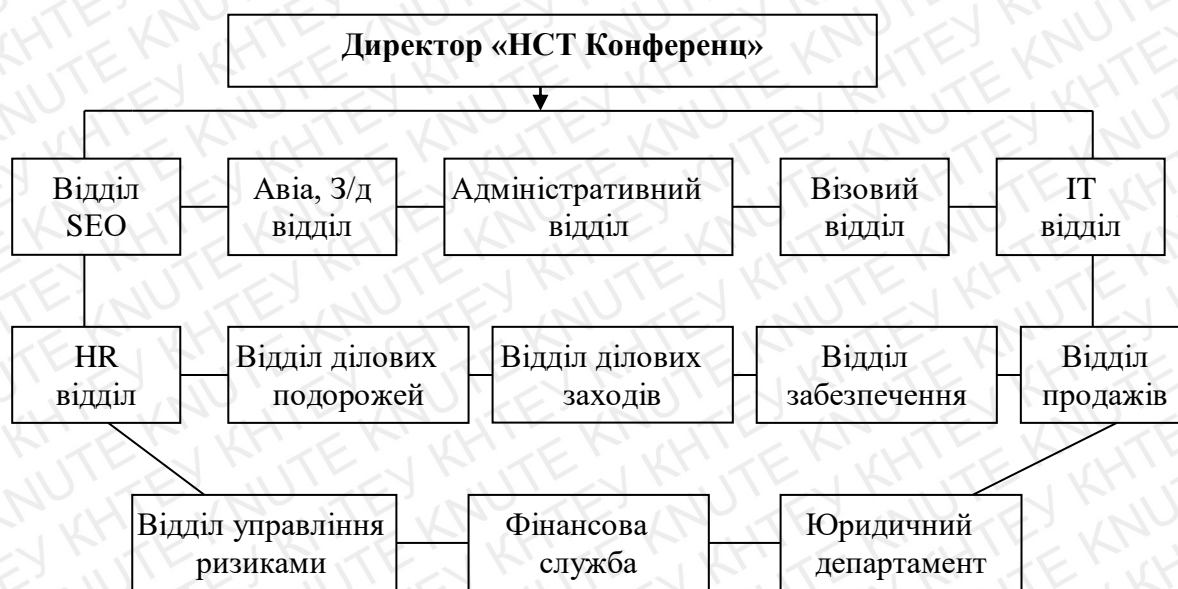 Директор «НСТ Конференц»
Відділ
SEO
Авіа, З/д
відділ
Адміністративний
відділ
Візовий
відділ
IT
відділ
HR
відділ
Відділ ділових
подорожей
Відділ ділових
заходів
Відділ
забезпечення
Відділ
продажів
Відділ управління
ризиками
Фінансова
служба
Юридичний
департамент